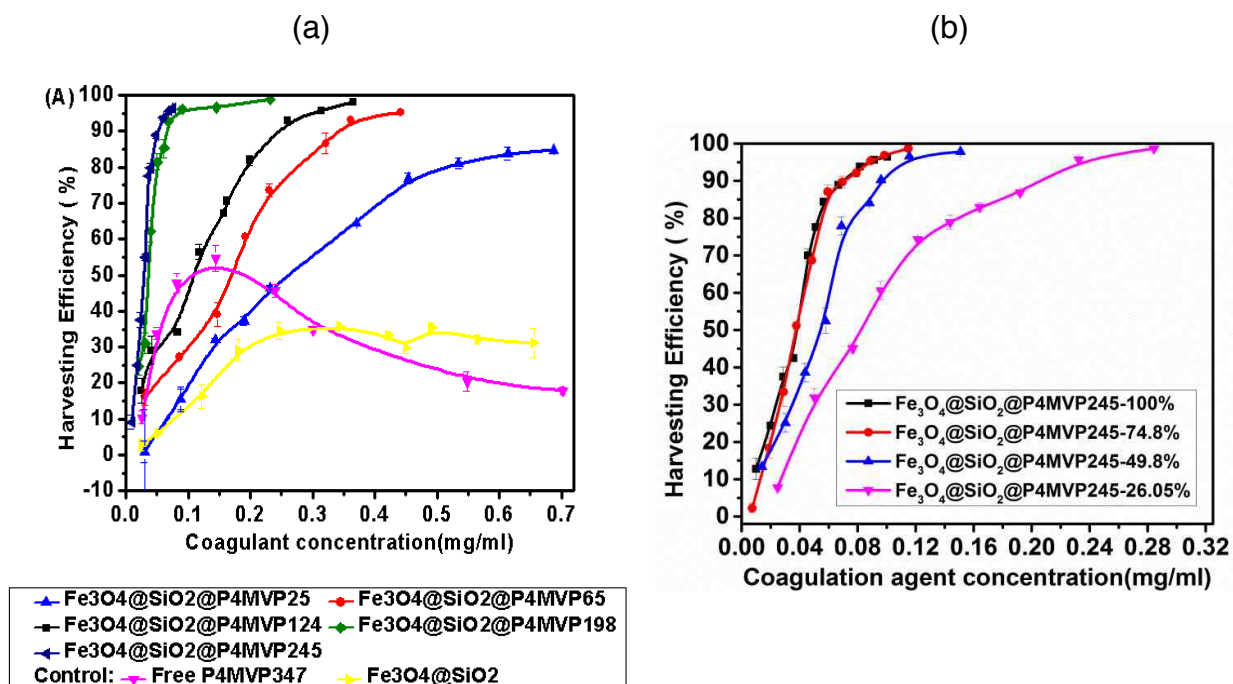 (a)
(b)
(A)
100
90
80
70
60
50
40
30
20
10
0
-10
Harvesting Efficiency ( %)
0.0 0.1 0.2 0.3 0.4 0.5 0.6 0.7
Coagulant concentration(mg/ml)
Fe3O4@SiO2@P4MVP25 Fe3O4@SiO2@P4MVP65
Fe3O4@SiO2@P4MVP124 Fe3O4@SiO2@P4MVP198
Fe3O4@SiO2@P4MVP245
Control: Free P4MVP347 Fe3O4@SiO2
100
90
80
70
60
50
40
30
20
10
0
Harvesting Efficiency ( %)
Fe₃O₄@SiO₂@P4MVP245-100%
Fe₃O₄@SiO₂@P4MVP245-74.8%
Fe₃O₄@SiO₂@P4MVP245-49.8%
Fe₃O₄@SiO₂@P4MVP245-26.05%
0.00 0.04 0.08 0.12 0.16 0.20 0.24 0.28 0.32
Coagulation agent concentration(mg/ml)